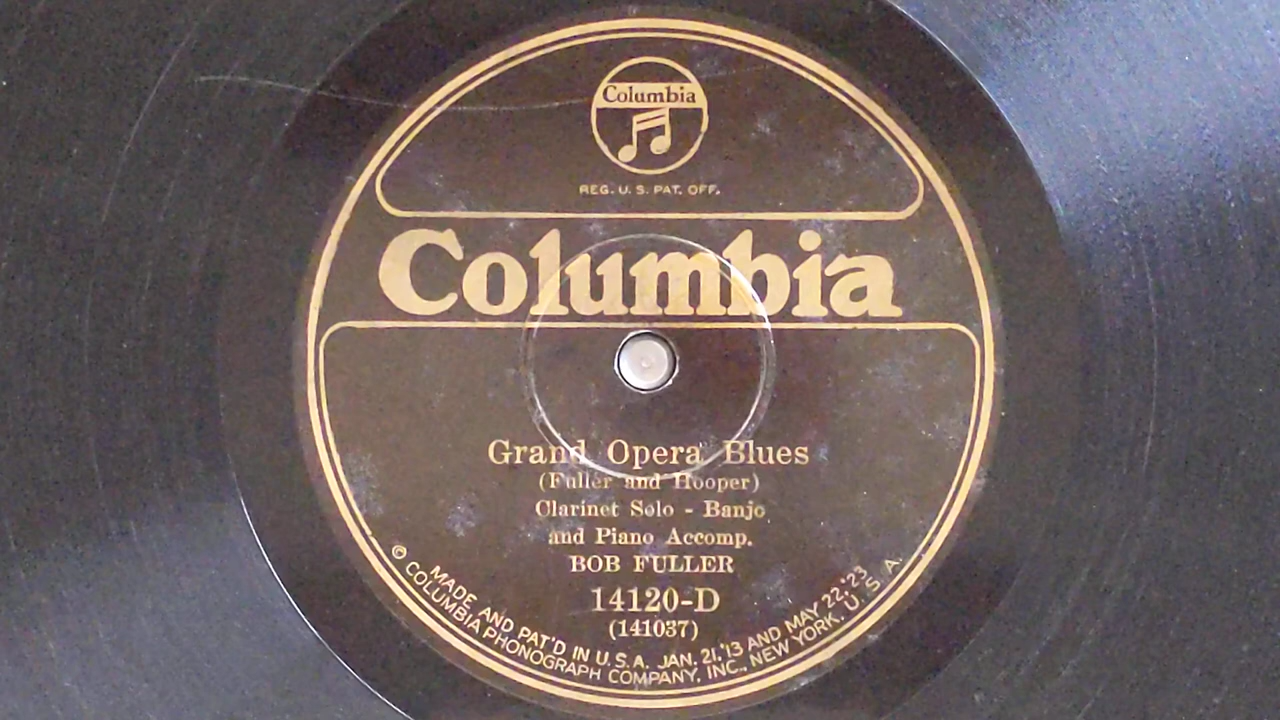 Columbia
REG. U. S. PAT. OFF.
Columbia
Grand Opera Blues
(Fuller and Hooper)
Clarinet Solo - Banjo
and Piano Accomp.
BOB FULLER
14120-D
(141037)
MADE AND PAT'D IN U.S.A. JAN. 21,'13 AND MAY 22,'23
© COLUMBIA PHONOGRAPH COMPANY, INC., NEW YORK, U. S. A.